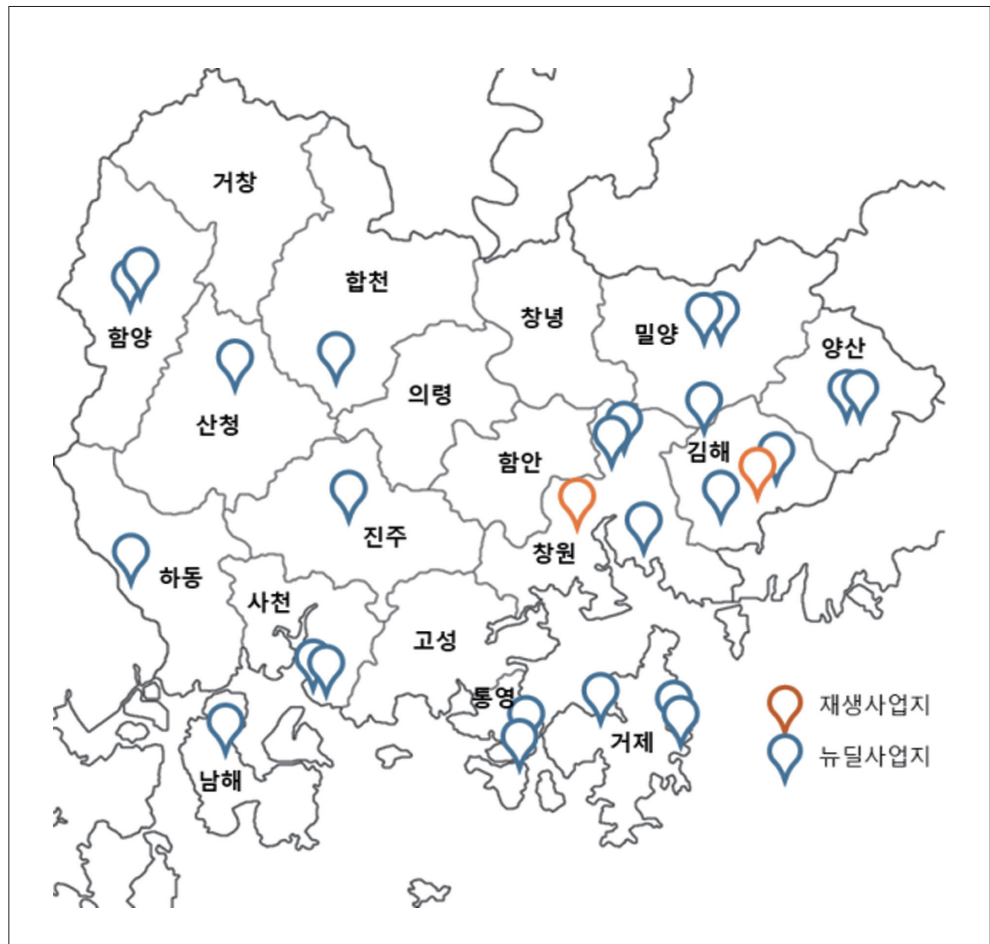 거창
합천
창녕
밀양
양산
함양
의령
산청
김해
함안
진주
창원
하동
사천
고성
통영
거제
남해
재생사업지
뉴딜사업지